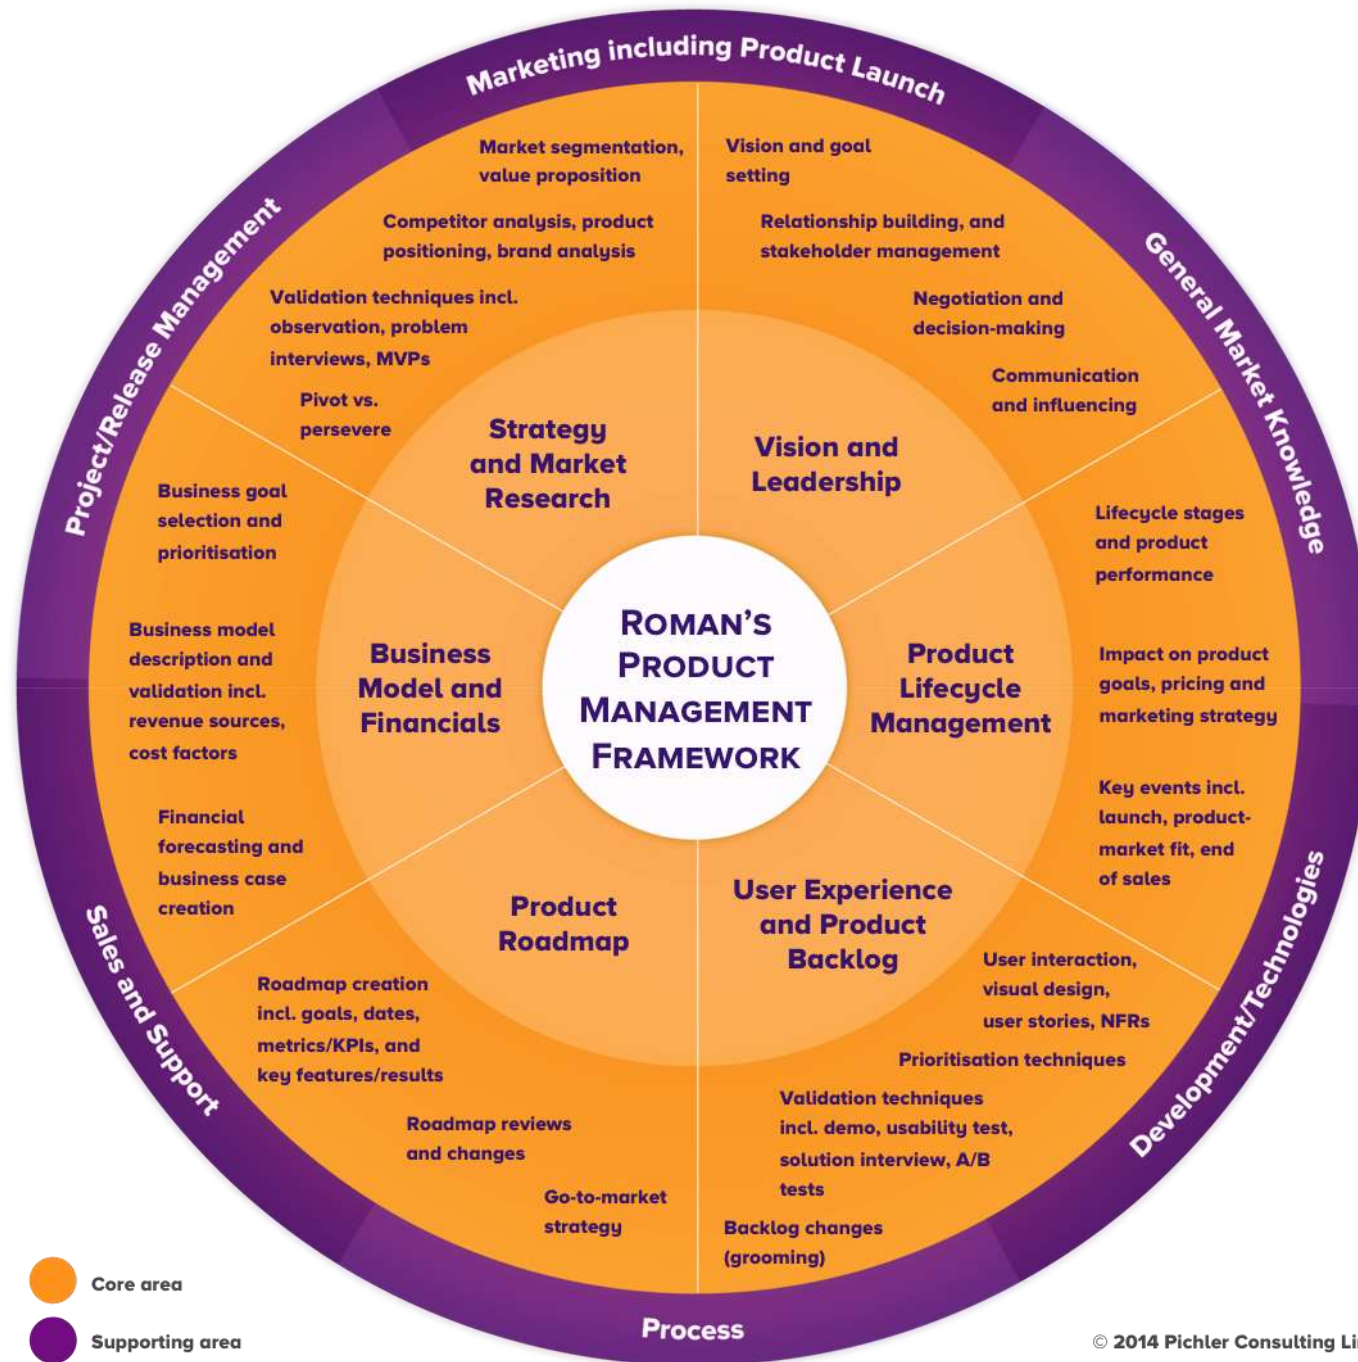 Marketing including Product Launch
General Market Knowledge
Development/Technologies
Process
Sales and Support
Project/Release Management
ROMAN'S
PRODUCT
MANAGEMENT
FRAMEWORK
Vision and
Leadership
Vision and goal
setting
Relationship building, and
stakeholder management
Negotiation and
decision-making
Communication
and influencing
Product
Lifecycle
Management
Lifecycle stages
and product
performance
Impact on product
goals, pricing and
marketing strategy
Key events incl.
launch, product-
market fit, end
of sales
User Experience
and Product
Backlog
User interaction,
visual design,
user stories, NFRs
Prioritisation techniques
Validation techniques
incl. demo, usability test,
solution interview, A/B
tests
Backlog changes
(grooming)
Product
Roadmap
Roadmap creation
incl. goals, dates,
metrics/KPIs, and
key features/results
Roadmap reviews
and changes
Go-to-market
strategy
Business
Model and
Financials
Business goal
selection and
prioritisation
Business model
description and
validation incl.
revenue sources,
cost factors
Financial
forecasting and
business case
creation
Strategy
and Market
Research
Market segmentation,
value proposition
Competitor analysis, product
positioning, brand analysis
Validation techniques incl.
observation, problem
interviews, MVPs
Pivot vs.
persevere
Core area
Supporting area
© 2014 Pichler Consulting